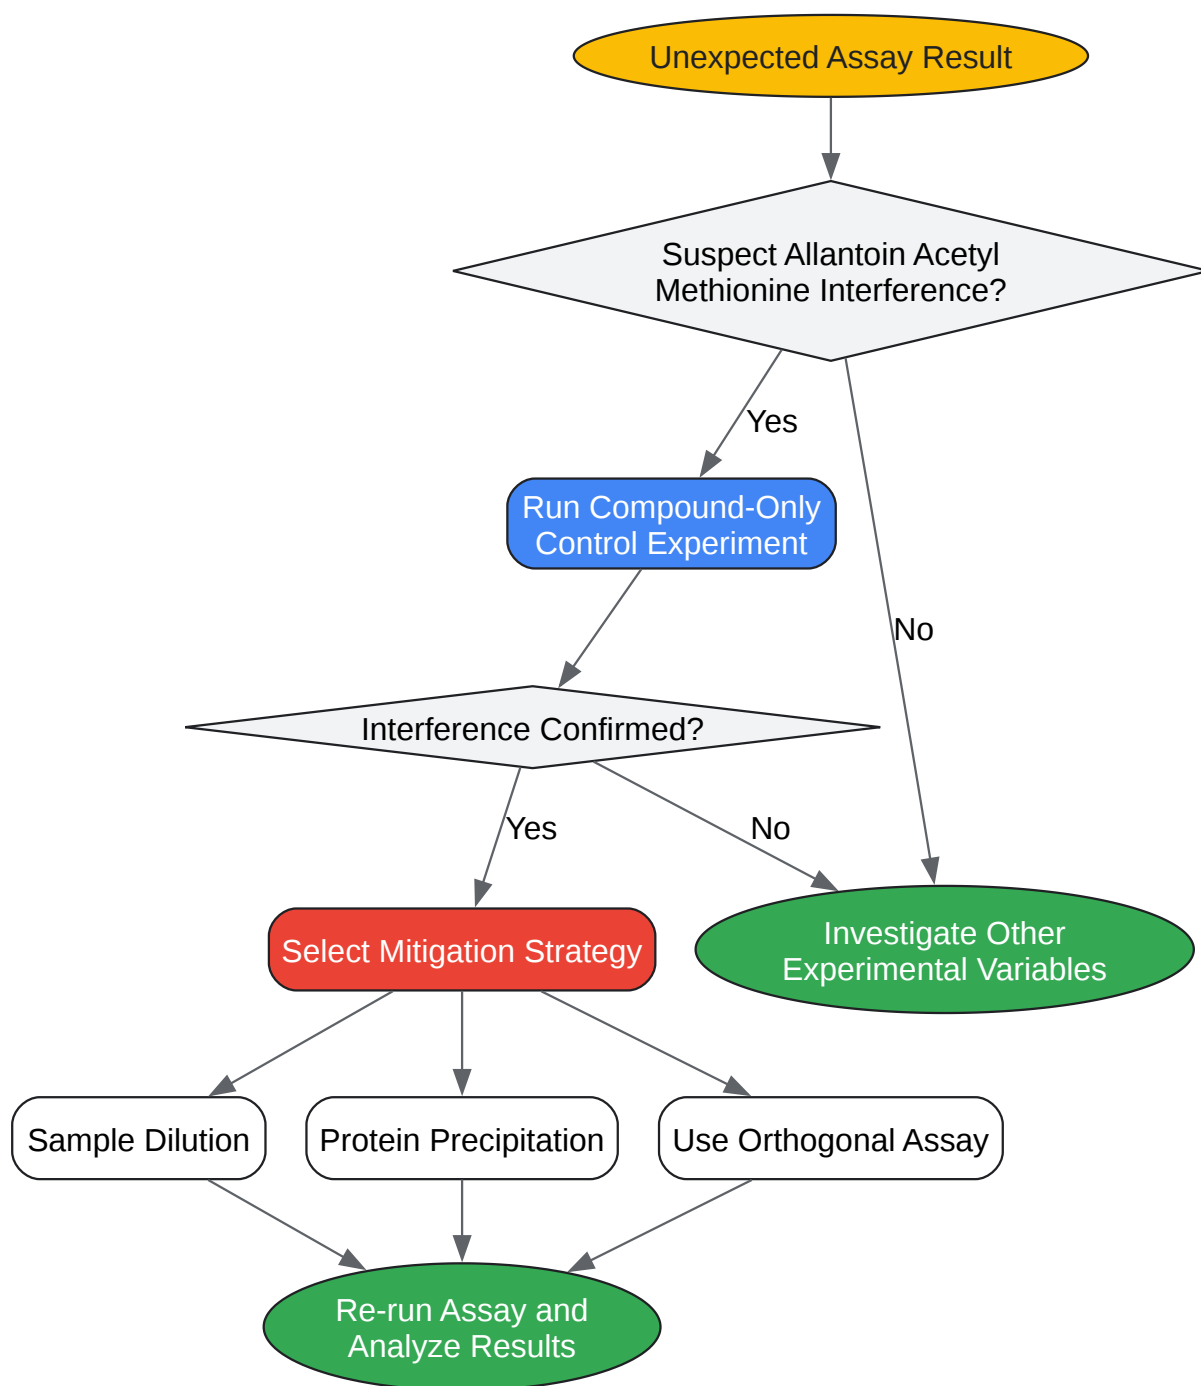 Unexpected Assay Result
Suspect Allantoin Acetyl
Methionine Interference?
Yes
Run Compound-Only
Control Experiment
No
Interference Confirmed?
Yes
No
Select Mitigation Strategy
Investigate Other
Experimental Variables
Sample Dilution
Protein Precipitation
Use Orthogonal Assay
Re-run Assay and
Analyze Results